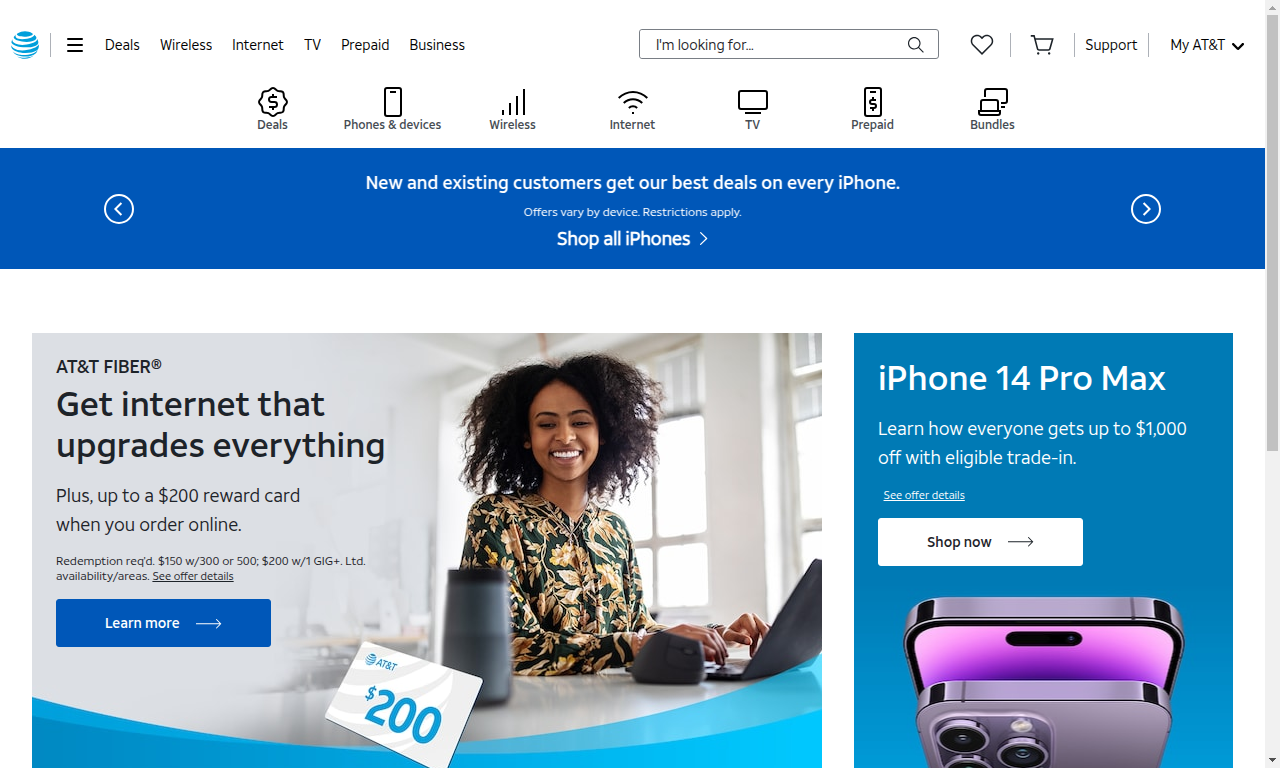 Deals Wireless Internet TV Prepaid Business I'm looking for... Support My AT&T
Deals Phones & devices Wireless Internet TV Prepaid Bundles
New and existing customers get our best deals on every iPhone.
Offers vary by device. Restrictions apply.
Shop all iPhones
AT&T FIBER®
Get internet that
upgrades everything
Plus, up to a $200 reward card
when you order online.
Redemption req'd. $150 w/300 or 500; $200 w/1 GIG+. Ltd.
availability/areas. See offer details
Learn more
AT&T
$200
iPhone 14 Pro Max
Learn how everyone gets up to $1,000
off with eligible trade-in.
See offer details
Shop now